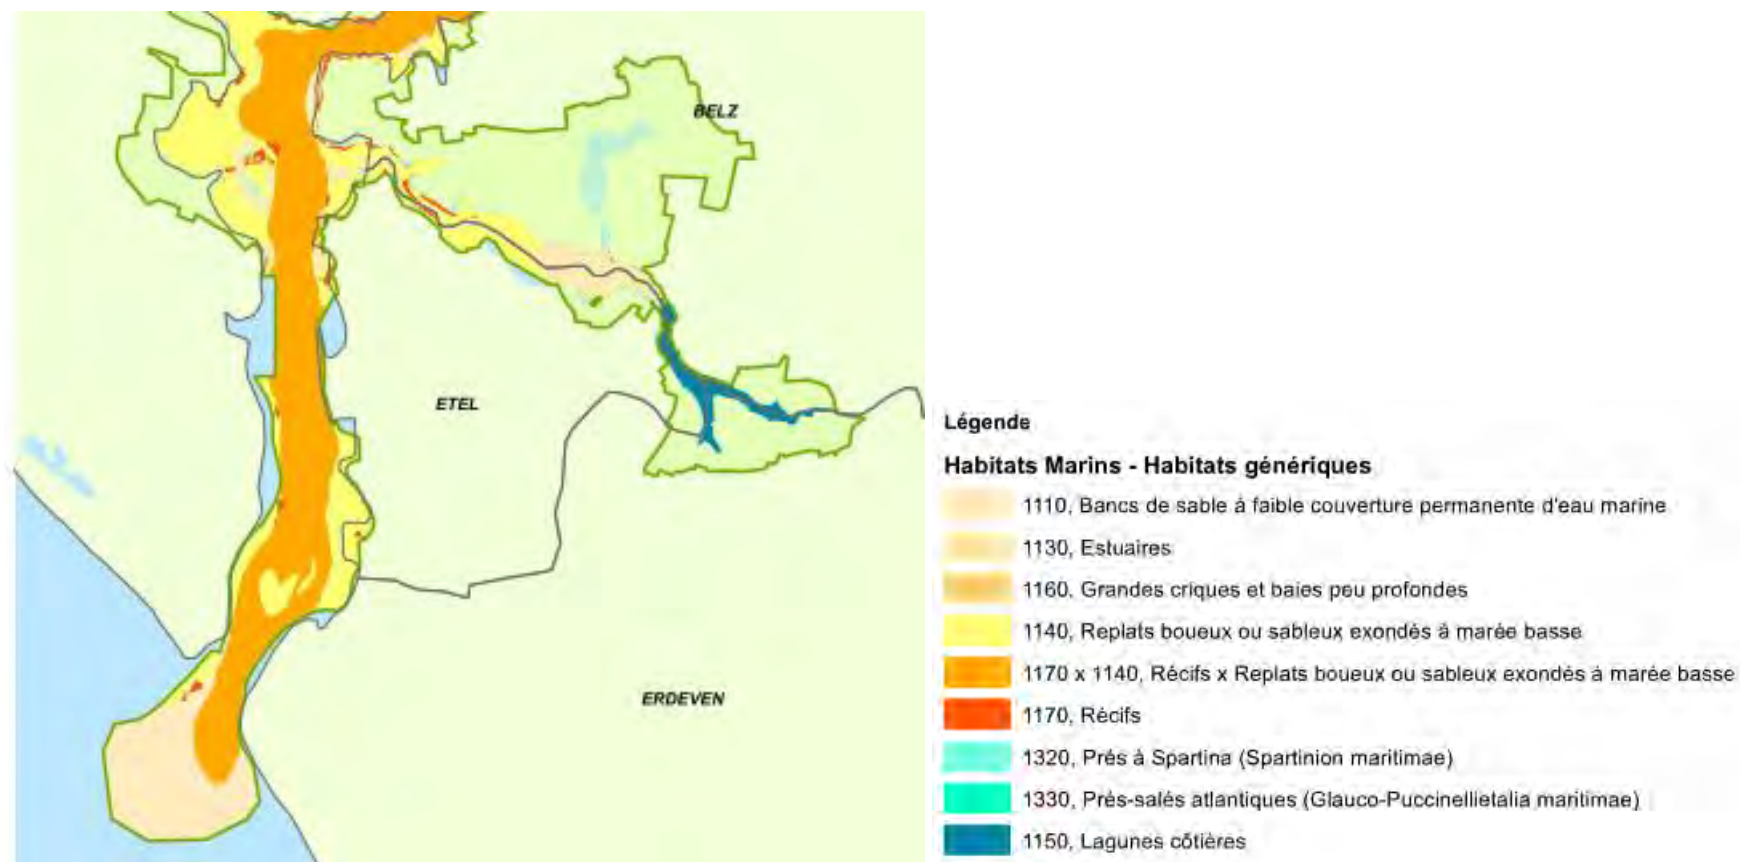 BELZ
ETEL
ERDEVEN
Légende
Habitats Marins - Habitats génériques
1110, Bancs de sable à faible couverture permanente d'eau marine
1130, Estuaires
1160, Grandes criques et baies peu profondes
1140, Replats boueux ou sableux exondés à marée basse
1170 x 1140, Récifs x Replats boueux ou sableux exondés à marée basse
1170, Récifs
1320, Prés à Spartina (Spartinion maritimae)
1330, Prés-salés atlantiques (Glauco-Puccinellietalia maritimae)
1150, Lagunes côtières